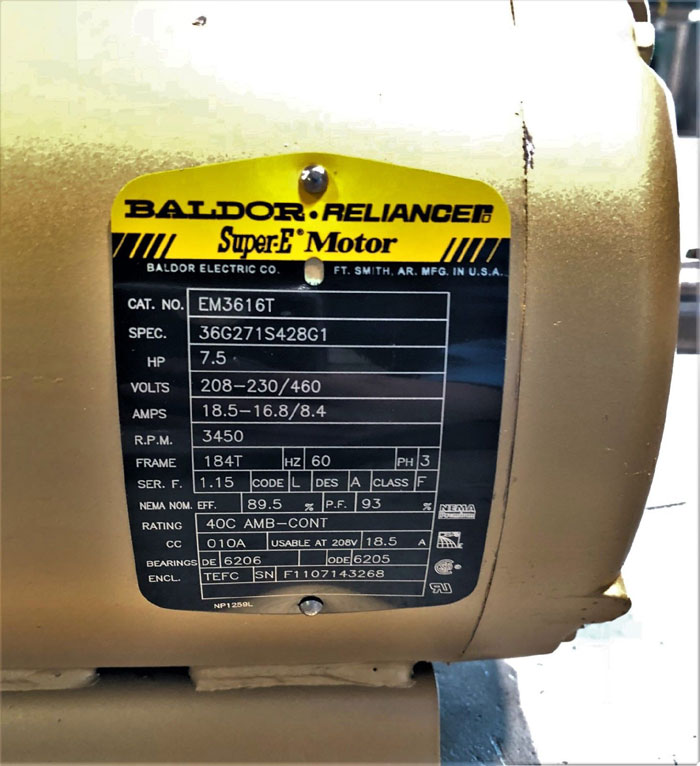 BALDOR • RELIANCER
Super-E® Motor
BALDOR ELECTRIC CO. FT. SMITH, AR. MFG. IN U.S.A.
CAT. NO. EM3616T
SPEC. 36G271S428G1
HP 7.5
VOLTS 208-230/460
AMPS 18.5-16.8/8.4
R.P.M. 3450
FRAME 184T HZ 60 PH 3
SER. F. 1.15 CODE L DES A CLASS F
NEMA NOM. EFF. 89.5 % P.F. 93 %
NEMA
RATING 40C AMB-CONT
CC 010A USABLE AT 208V 18.5 A
BEARINGS DE 6206 ODE 6205
ENCL. TEFC SN F1107143268
NP1259L